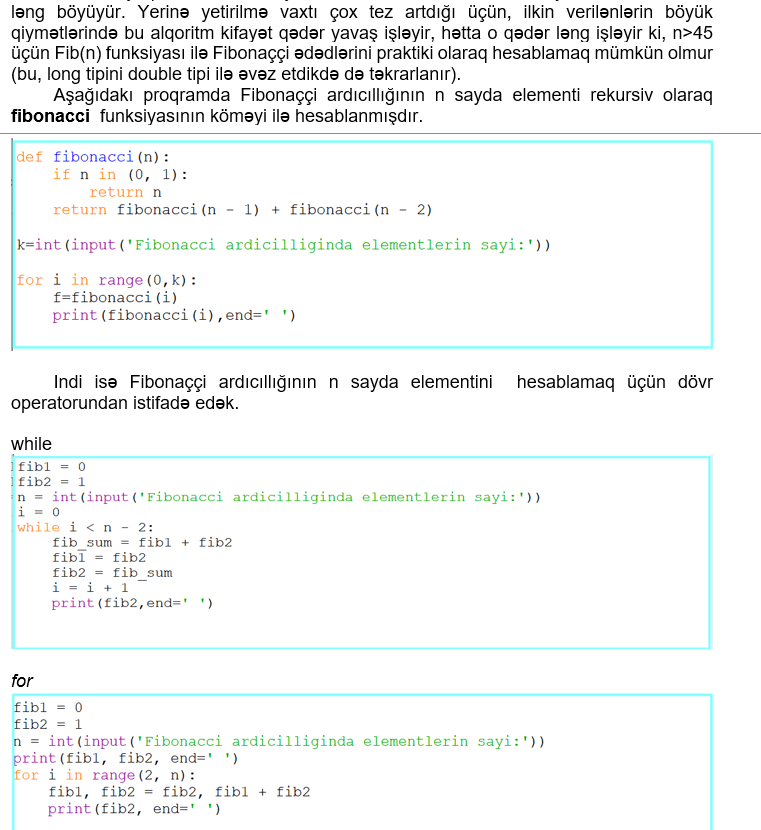 ləng böyüyür. Yerinə yetirilmə vaxtı çox tez artdığı üçün, ilkin verilənlərin böyük
qiymətlərində bu alqoritm kifayət qədər yavaş işləyir, hətta o qədər ləng işləyir ki, n>45
üçün Fib(n) funksiyası ilə Fibonaççi ədədlərini praktiki olaraq hesablamaq mümkün olmur
(bu, long tipini double tipi ilə əvəz etdikdə də təkrarlanır).
Aşağıdakı proqramda Fibonaççi ardıcıllığının n sayda elementi rekursiv olaraq
fibonacci funksiyasının köməyi ilə hesablanmışdır.
def fibonacci(n):
    if n in (0, 1):
        return n
    return fibonacci(n - 1) + fibonacci(n - 2)
k=int(input('Fibonacci ardicilliginda elementlerin sayi:'))
for i in range(0,k):
    f=fibonacci(i)
    print(fibonacci(i),end=' ')
Indi isə Fibonaççi ardıcıllığının n sayda elementini hesablamaq üçün dövr
operatorundan istifadə edək.
while
fib1 = 0
fib2 = 1
n = int(input('Fibonacci ardicilliginda elementlerin sayi:'))
i = 0
while i < n - 2:
    fib_sum = fib1 + fib2
    fib1 = fib2
    fib2 = fib_sum
    i = i + 1
    print(fib2,end=' ')
for
fib1 = 0
fib2 = 1
n = int(input('Fibonacci ardicilliginda elementlerin sayi:'))
print(fib1, fib2, end=' ')
for i in range(2, n):
    fib1, fib2 = fib2, fib1 + fib2
    print(fib2, end=' ')